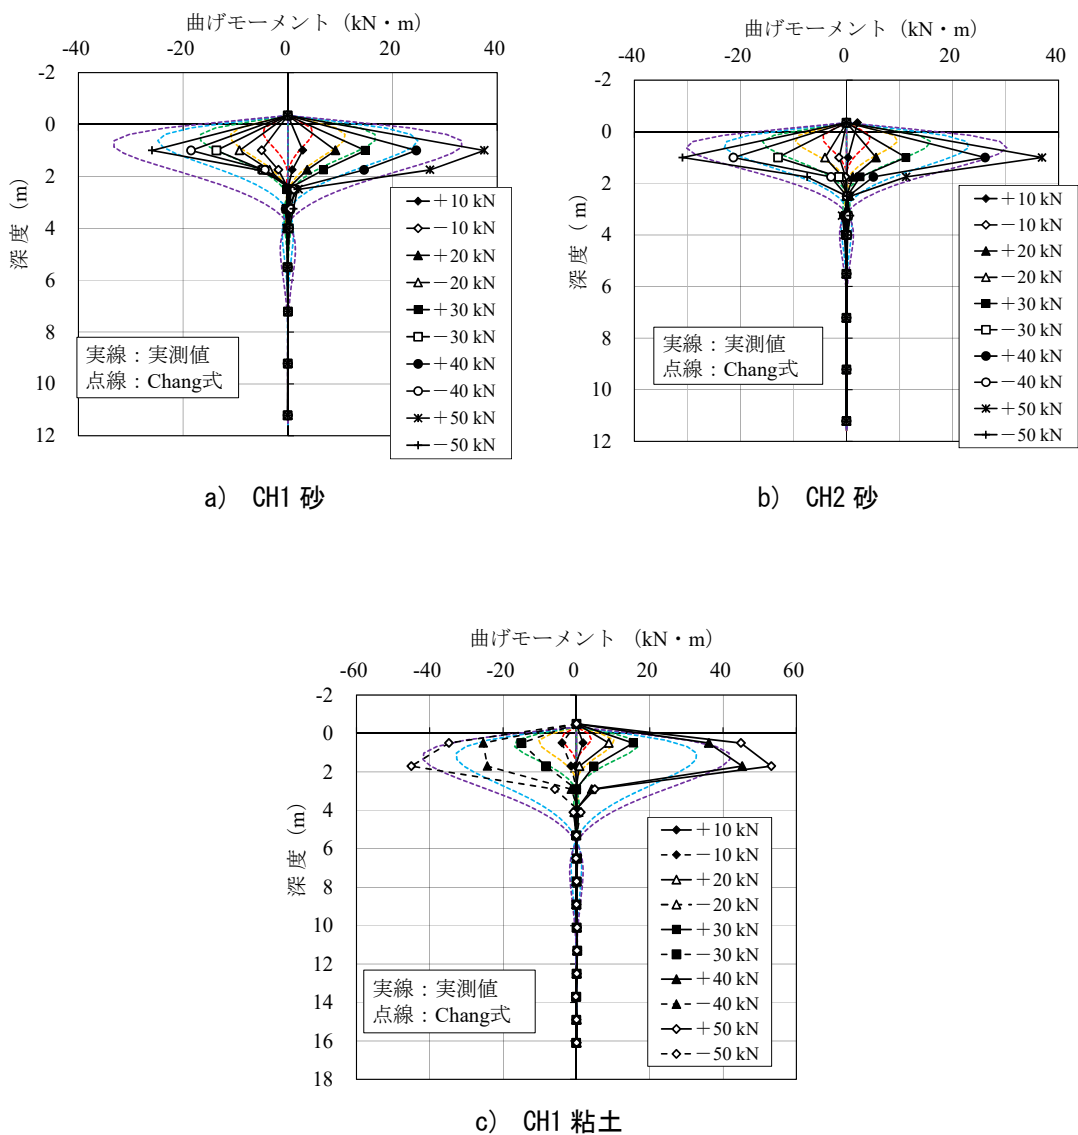 曲げモーメント (kN・m)
-40 -20 0 20 40
-2
0
2
4
6
8
10
12
深度 (m)
+10 kN
-10 kN
+20 kN
-20 kN
+30 kN
-30 kN
+40 kN
-40 kN
+50 kN
-50 kN
実線：実測値
点線：Chang式
a) CH1 砂
曲げモーメント (kN・m)
-40 -20 0 20 40
-2
0
2
4
6
8
10
12
深度 (m)
+10 kN
-10 kN
+20 kN
-20 kN
+30 kN
-30 kN
+40 kN
-40 kN
+50 kN
-50 kN
実線：実測値
点線：Chang式
b) CH2 砂
曲げモーメント (kN・m)
-60 -40 -20 0 20 40 60
-2
0
2
4
6
8
10
12
14
16
18
深度 (m)
+10 kN
-10 kN
+20 kN
-20 kN
+30 kN
-30 kN
+40 kN
-40 kN
+50 kN
-50 kN
実線：実測値
点線：Chang式
c) CH1 粘土